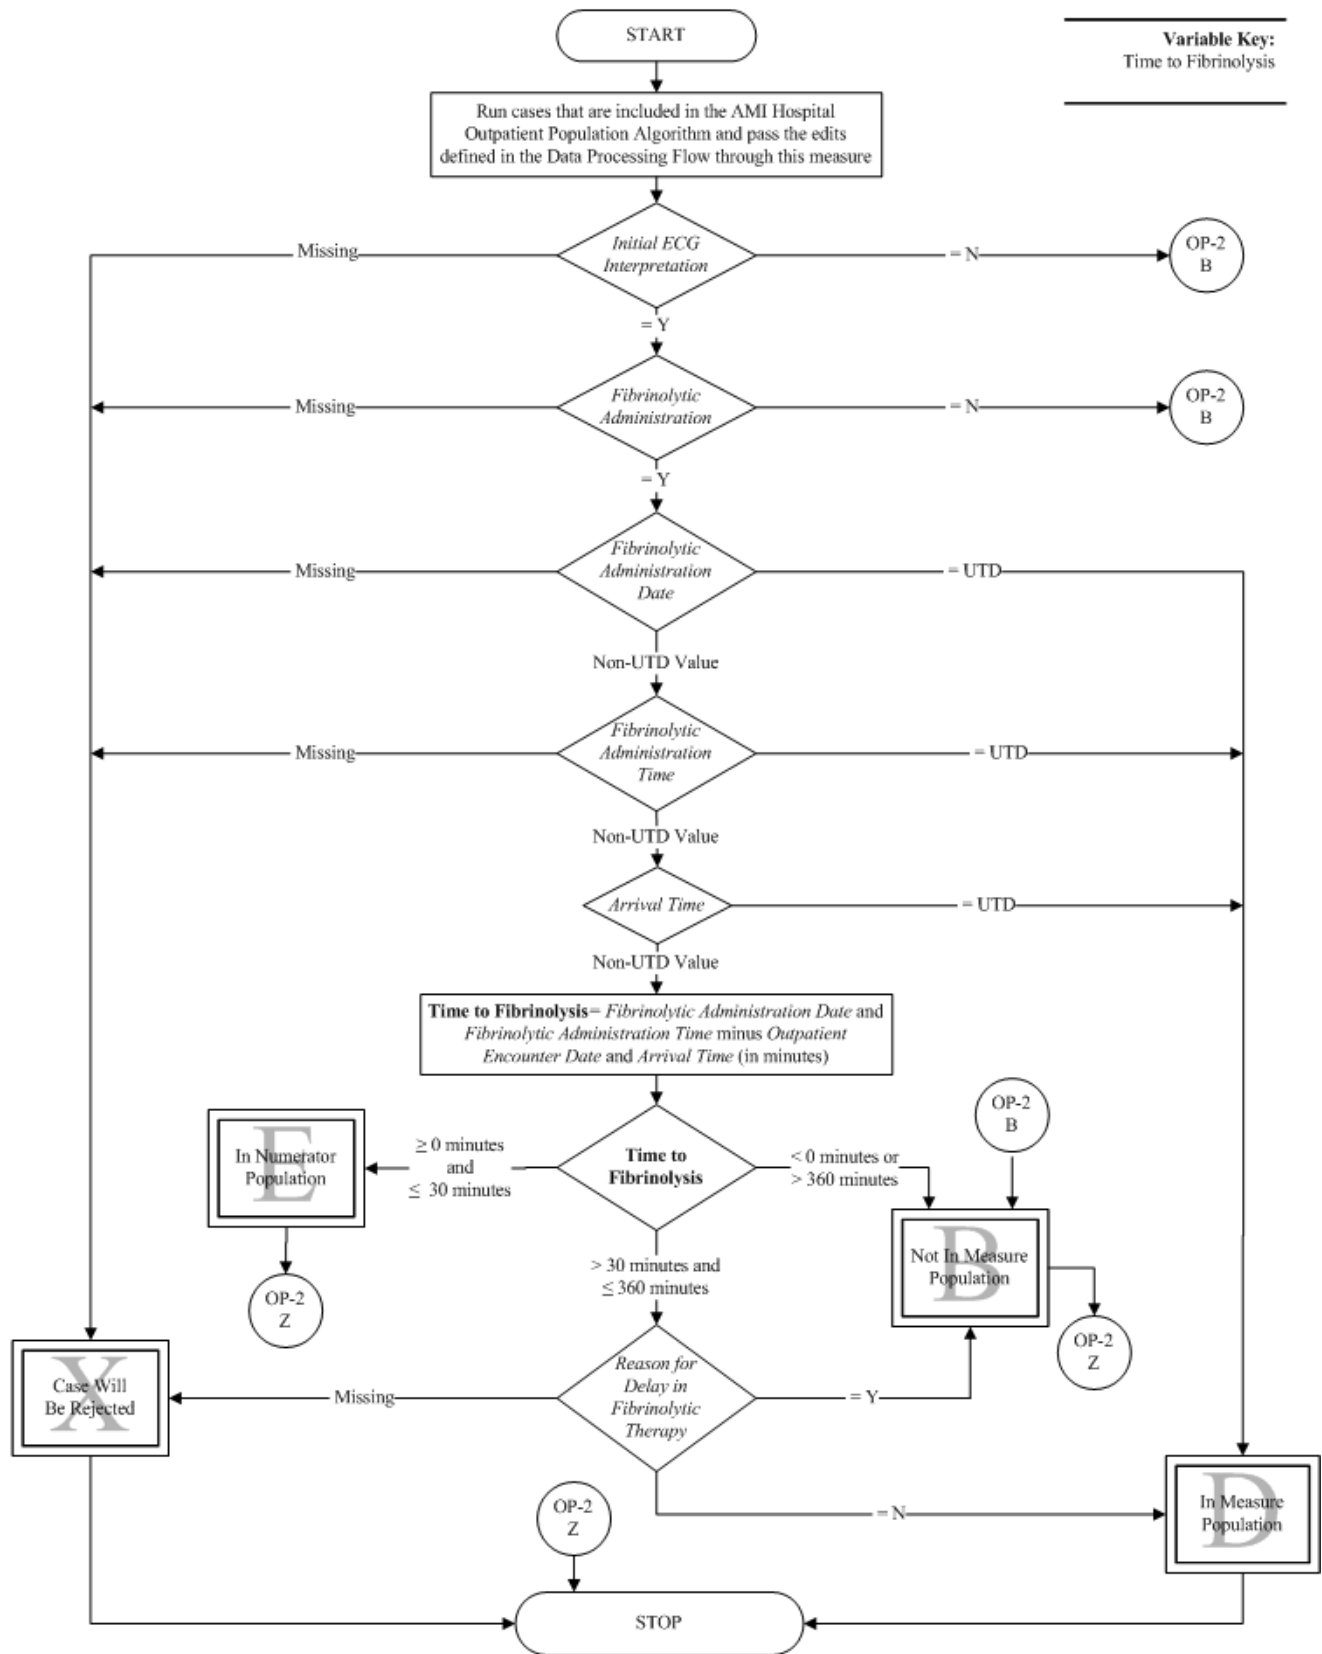 START
Variable Key:
Time to Fibrinolysis
Run cases that are included in the AMI Hospital
Outpatient Population Algorithm and pass the edits
defined in the Data Processing Flow through this measure
Missing
Initial ECG
Interpretation
= N
OP-2
B
= Y
Missing
Fibrinolytic
Administration
= N
OP-2
B
= Y
Missing
Fibrinolytic
Administration
Date
= UTD
Non-UTD Value
Missing
Fibrinolytic
Administration
Time
= UTD
Non-UTD Value
Arrival Time
= UTD
Non-UTD Value
Time to Fibrinolysis= Fibrinolytic Administration Date and
Fibrinolytic Administration Time minus Outpatient
Encounter Date and Arrival Time (in minutes)
OP-2
B
E
In Numerator
Population
≥ 0 minutes
and
≤ 30 minutes
Time to
Fibrinolysis
< 0 minutes or
> 360 minutes
B
Not In Measure
Population
> 30 minutes and
≤ 360 minutes
OP-2
Z
OP-2
Z
X
Case Will
Be Rejected
Missing
Reason for
Delay in
Fibrinolytic
Therapy
= Y
= N
D
In Measure
Population
OP-2
Z
STOP